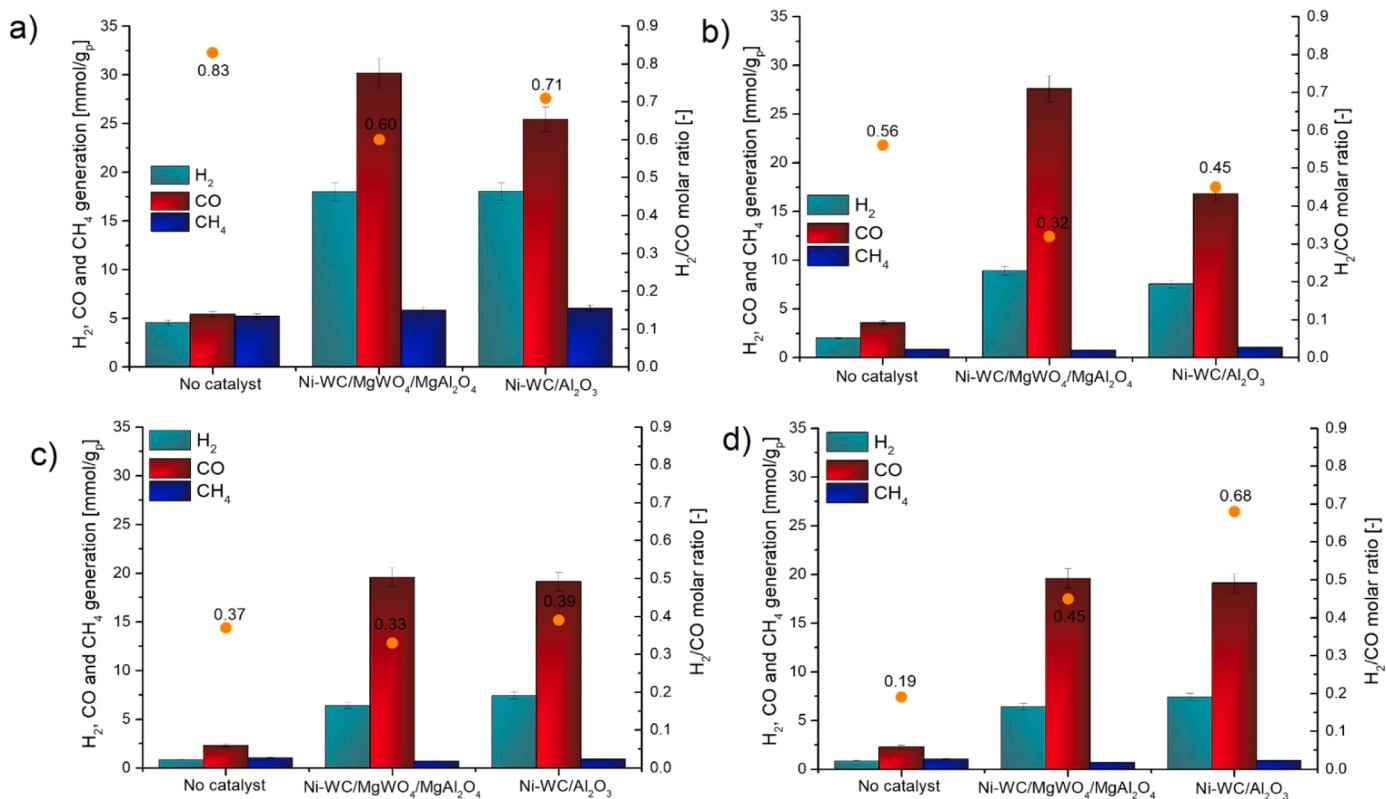 a)
H₂, CO and CH₄ generation [mmol/gₚ]
35
30
25
20
15
10
5
0
H₂
CO
CH₄
0.83
0.60
0.71
No catalyst
Ni-WC/MgWO₄/MgAl₂O₄
Ni-WC/Al₂O₃
0.9
0.8
0.7
0.6
0.5
0.4
0.3
0.2
0.1
0.0
H₂/CO molar ratio [-]
b)
H₂, CO and CH₄ generation [mmol/gₚ]
35
30
25
20
15
10
5
0
H₂
CO
CH₄
0.56
0.32
0.45
No catalyst
Ni-WC/MgWO₄/MgAl₂O₄
Ni-WC/Al₂O₃
0.9
0.8
0.7
0.6
0.5
0.4
0.3
0.2
0.1
0.0
H₂/CO molar ratio [-]
c)
H₂, CO and CH₄ generation [mmol/gₚ]
35
30
25
20
15
10
5
0
H₂
CO
CH₄
0.37
0.33
0.39
No catalyst
Ni-WC/MgWO₄/MgAl₂O₄
Ni-WC/Al₂O₃
0.9
0.8
0.7
0.6
0.5
0.4
0.3
0.2
0.1
0.0
H₂/CO molar ratio [-]
d)
H₂, CO and CH₄ generation [mmol/gₚ]
35
30
25
20
15
10
5
0
H₂
CO
CH₄
0.19
0.45
0.68
No catalyst
Ni-WC/MgWO₄/MgAl₂O₄
Ni-WC/Al₂O₃
0.9
0.8
0.7
0.6
0.5
0.4
0.3
0.2
0.1
0.0
H₂/CO molar ratio [-]